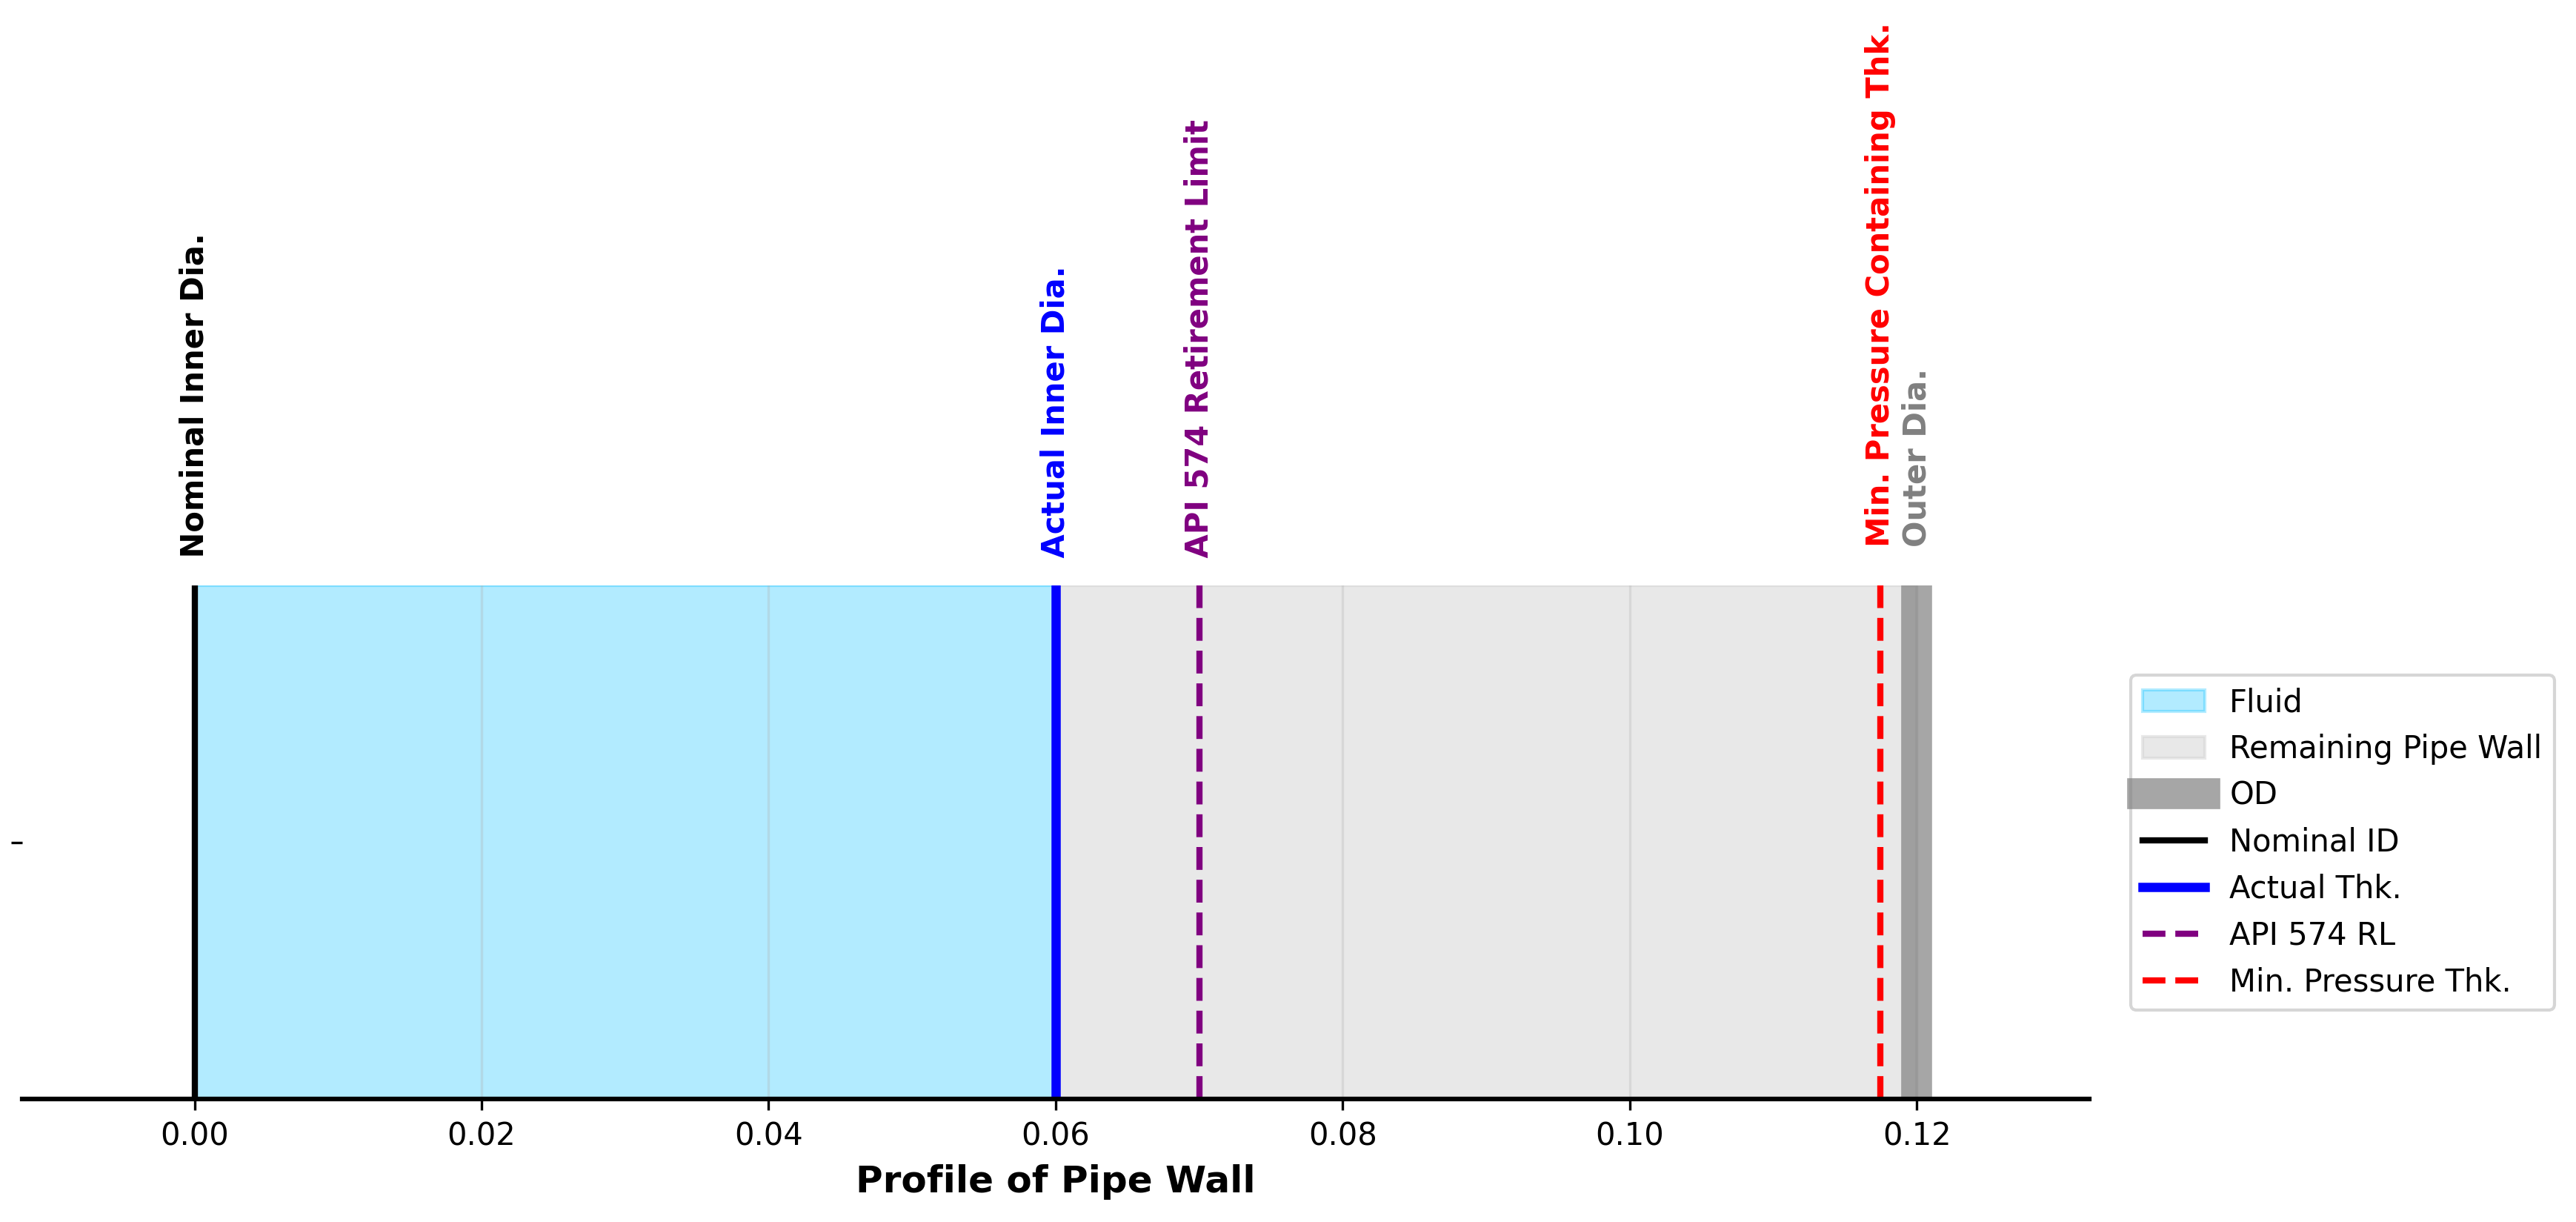 Nominal Inner Dia.
Actual Inner Dia.
API 574 Retirement Limit
Min. Pressure Containing Thk.
Outer Dia.
Fluid
Remaining Pipe Wall
OD
Nominal ID
Actual Thk.
API 574 RL
Min. Pressure Thk.
0.00 0.02 0.04 0.06 0.08 0.10 0.12
Profile of Pipe Wall